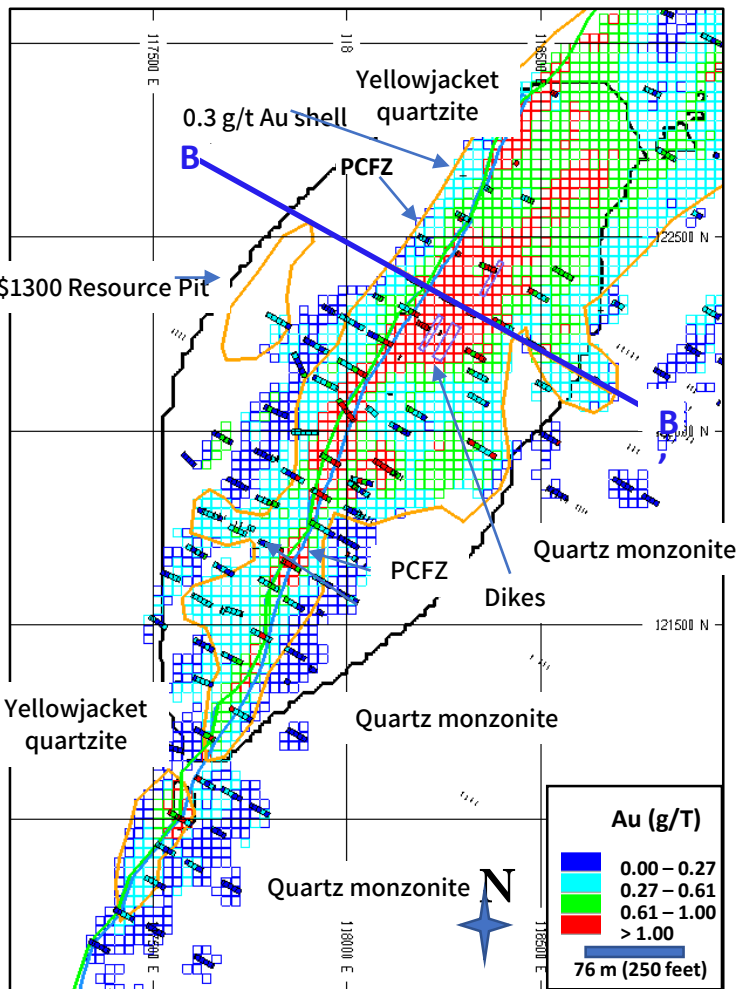 117500 E
118
Yellowjacket
quartzite
0.3 g/t Au shell
B
PCFZ
122500 N
$1300 Resource Pit
B
,
N
Quartz monzonite
PCFZ
Dikes
121500 N
Yellowjacket
quartzite
Quartz monzonite
Quartz monzonite
N
118000 E
Au (g/T)
0.00 – 0.27
0.27 – 0.61
0.61 – 1.00
> 1.00
76 m (250 feet)